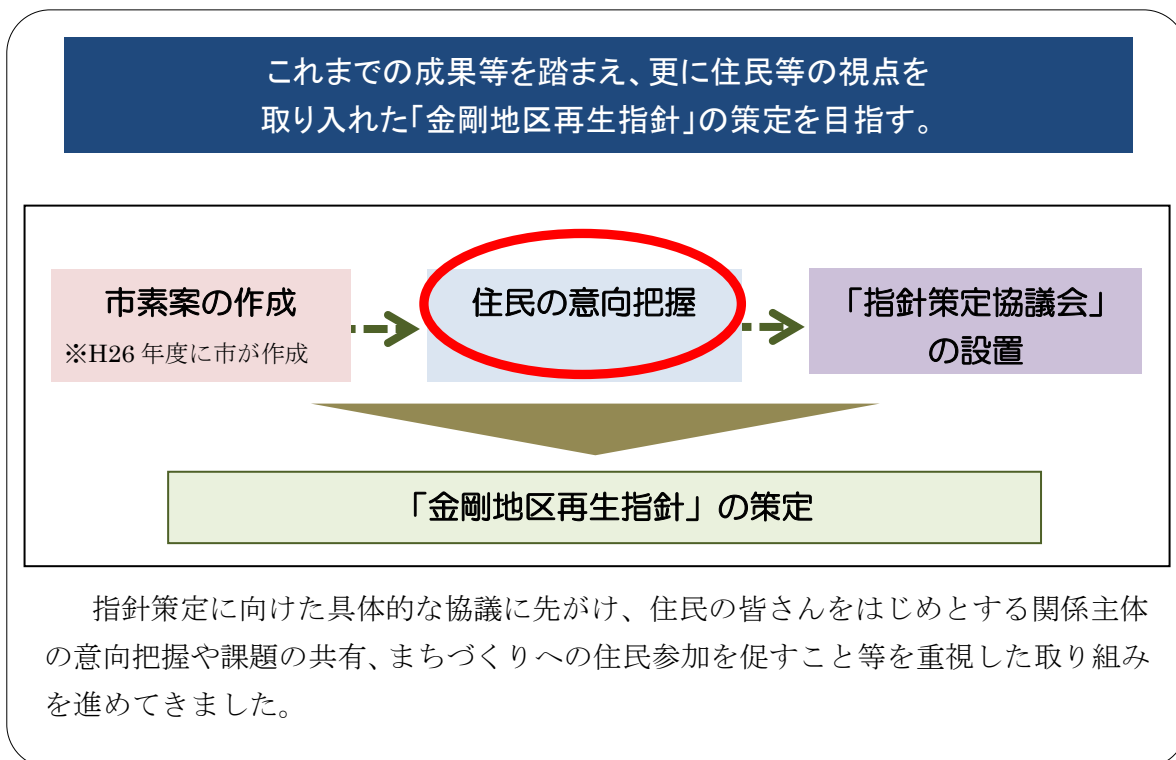 これまでの成果等を踏まえ、更に住民等の視点を
取り入れた「金剛地区再生指針」の策定を目指す。
市素案の作成
※H26 年度に市が作成
住民の意向把握
「指針策定協議会」
の設置
「金剛地区再生指針」の策定
指針策定に向けた具体的な協議に先がけ、住民の皆さんをはじめとする関係主体
の意向把握や課題の共有、まちづくりへの住民参加を促すこと等を重視した取り組み
を進めてきました。